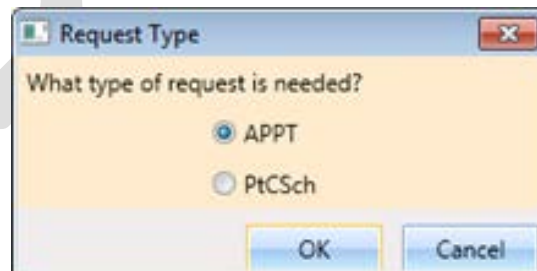 Request Type
What type of request is needed?
APPT
PtCSch
OK Cancel